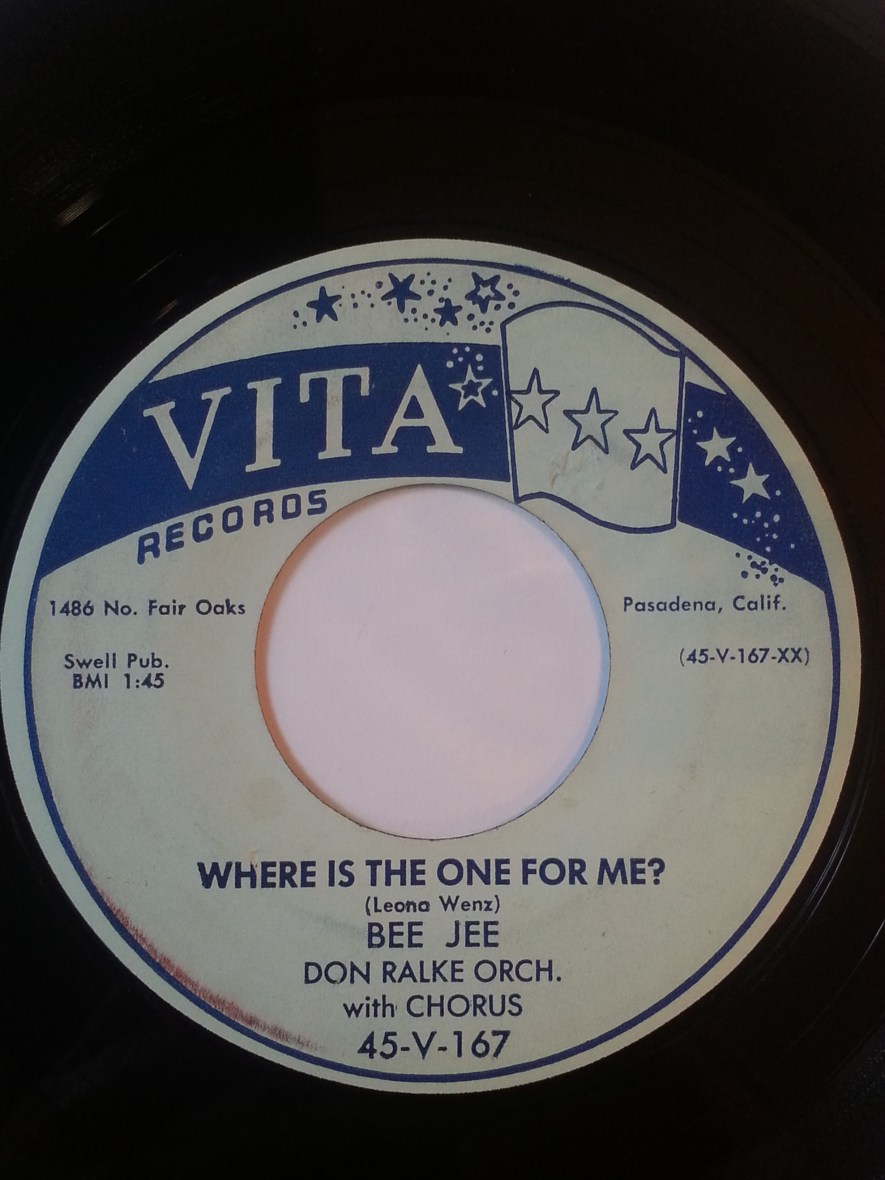 VITA
RECORDS
1486 No. Fair Oaks
Pasadena, Calif.
Swell Pub.
BMI 1:45
(45-V-167-XX)
WHERE IS THE ONE FOR ME?
(Leona Wenz)
BEE JEE
DON RALKE ORCH.
with CHORUS
45-V-167